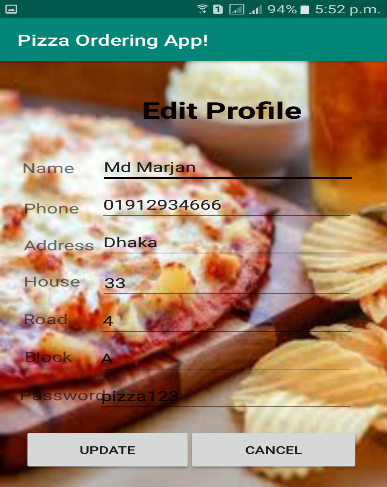 1 94% 5:52 p.m.
Pizza Ordering App!
Edit Profile
Name Md Marjan
Phone 01912934666
Address Dhaka
House 33
Road 4
Block A
Password pizza123
UPDATE CANCEL